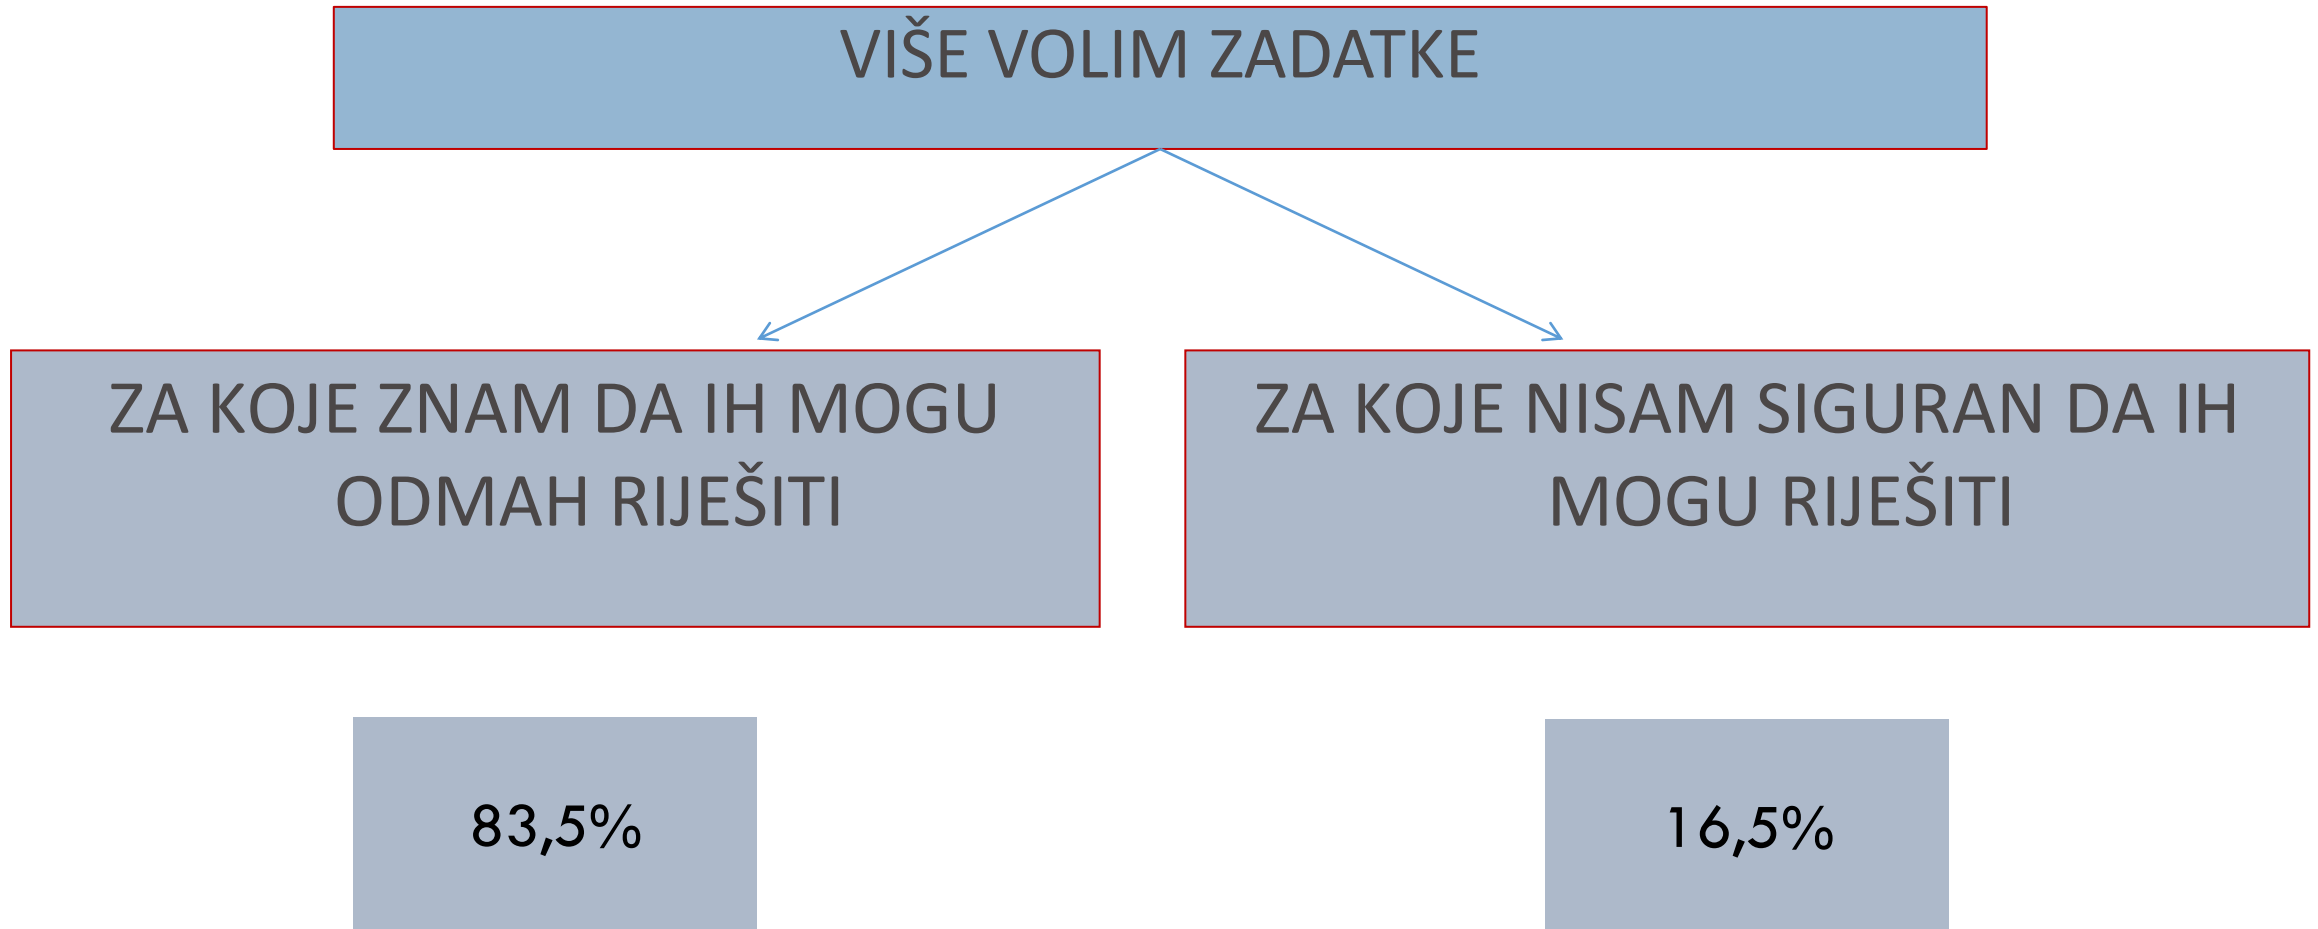 VIŠE VOLIM ZADATKE
ZA KOJE ZNAM DA IH MOGU
ODMAH RIJEŠITI
ZA KOJE NISAM SIGURAN DA IH
MOGU RIJEŠITI
83,5%
16,5%